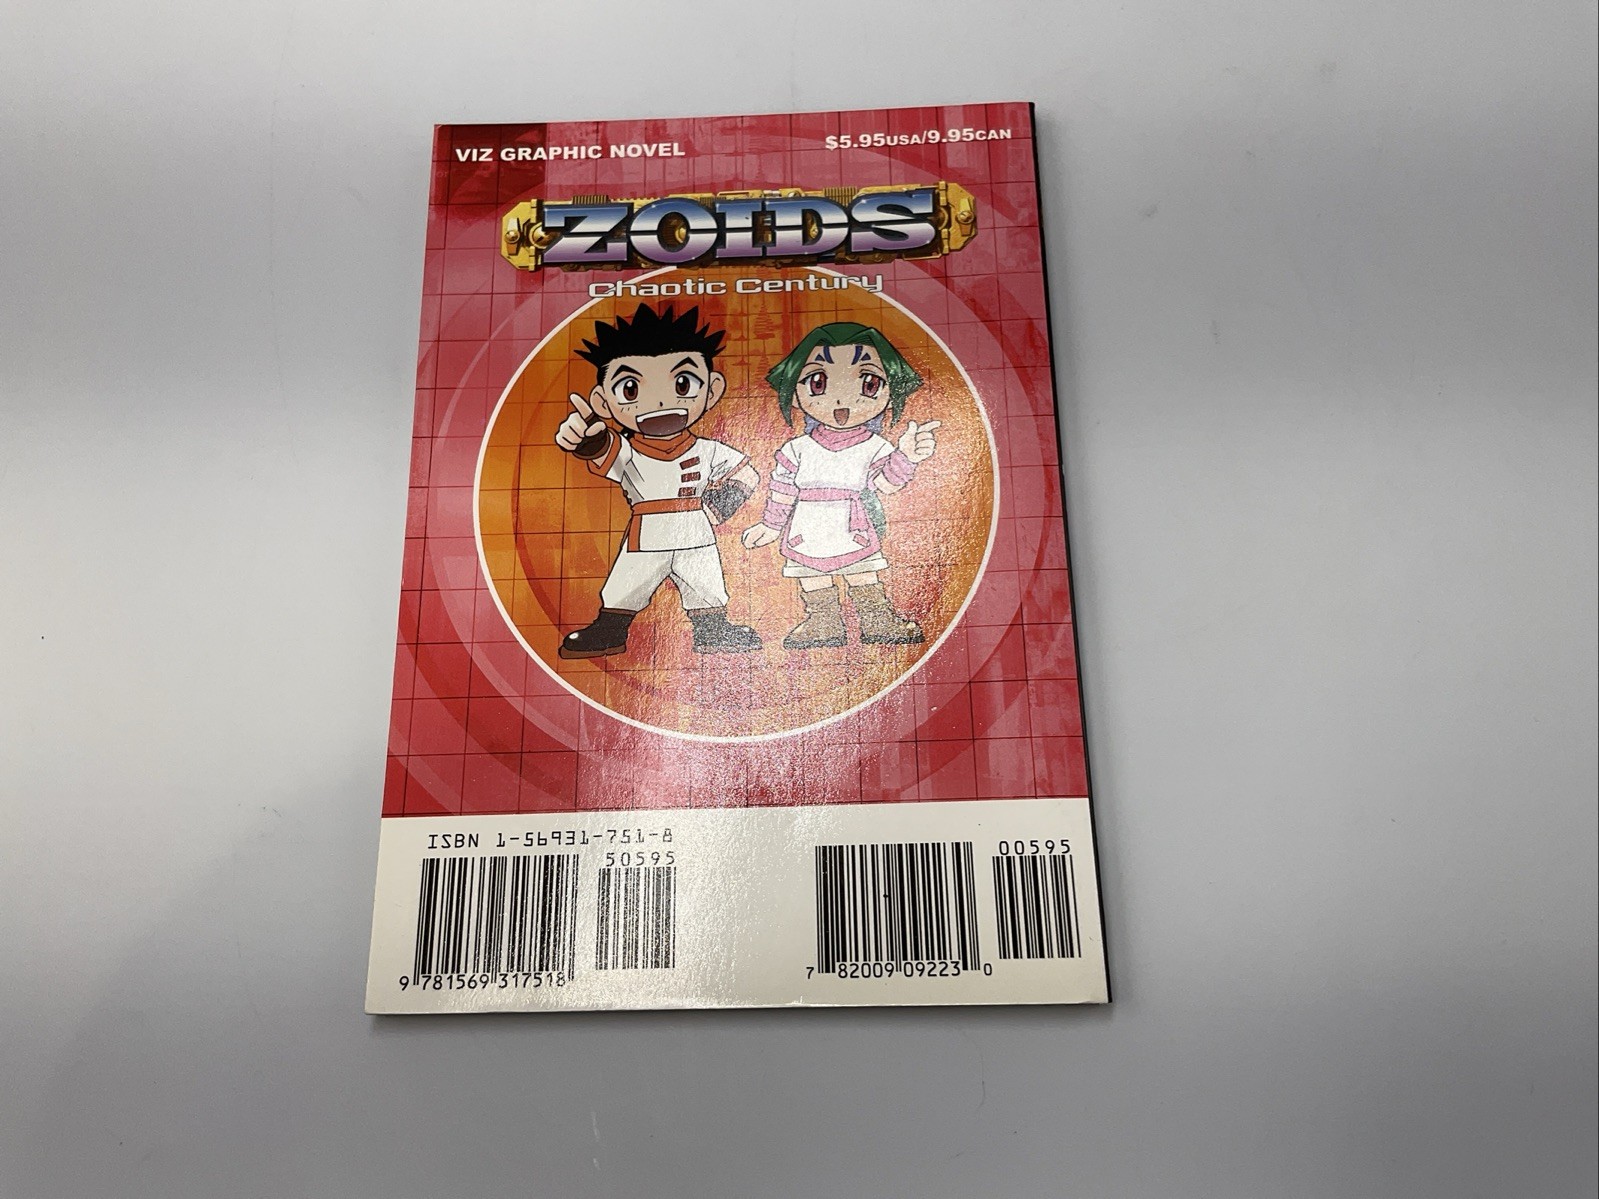 VIZ GRAPHIC NOVEL
$5.95USA/9.95CAN
ZOIDS
Chaotic Century
ISBN 1-56931-751-8
50595
9 781569 317518
00595
7 82009 09223 0